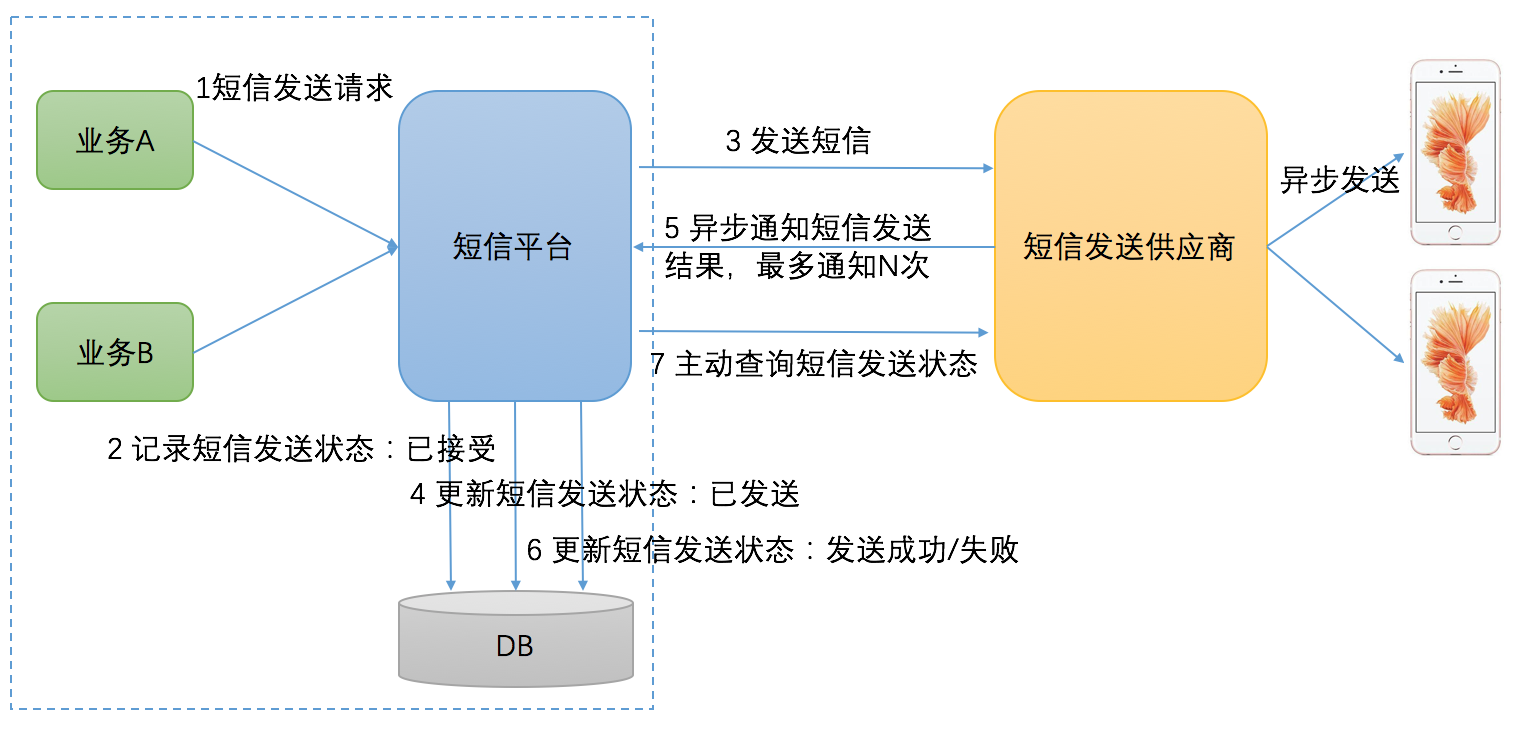 1短信发送请求
业务A
业务B
短信平台
3 发送短信
5 异步通知短信发送
结果，最多通知N次
7 主动查询短信发送状态
短信发送供应商
异步发送
2 记录短信发送状态：已接受
4 更新短信发送状态：已发送
6 更新短信发送状态：发送成功/失败
DB